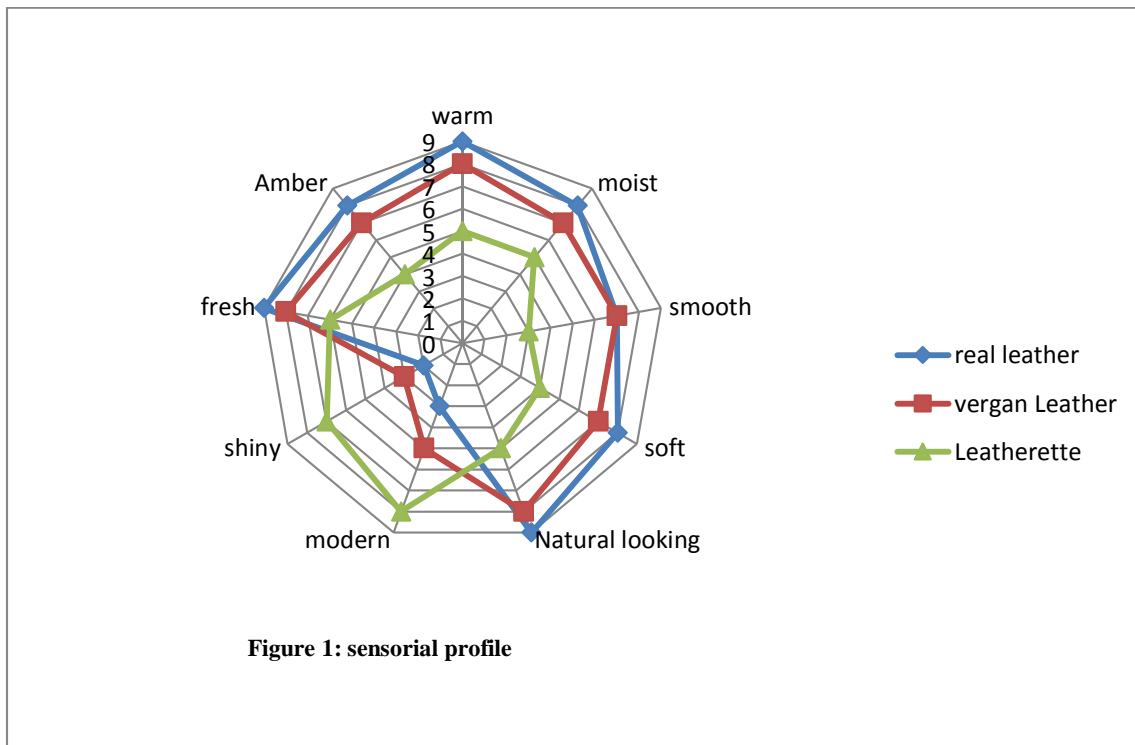 warm
9
8
7
6
5
4
3
2
1
0
moist
smooth
soft
Natural looking
modern
shiny
fresh
Amber
real leather
vergan Leather
Leatherette
Figure 1: sensorial profile